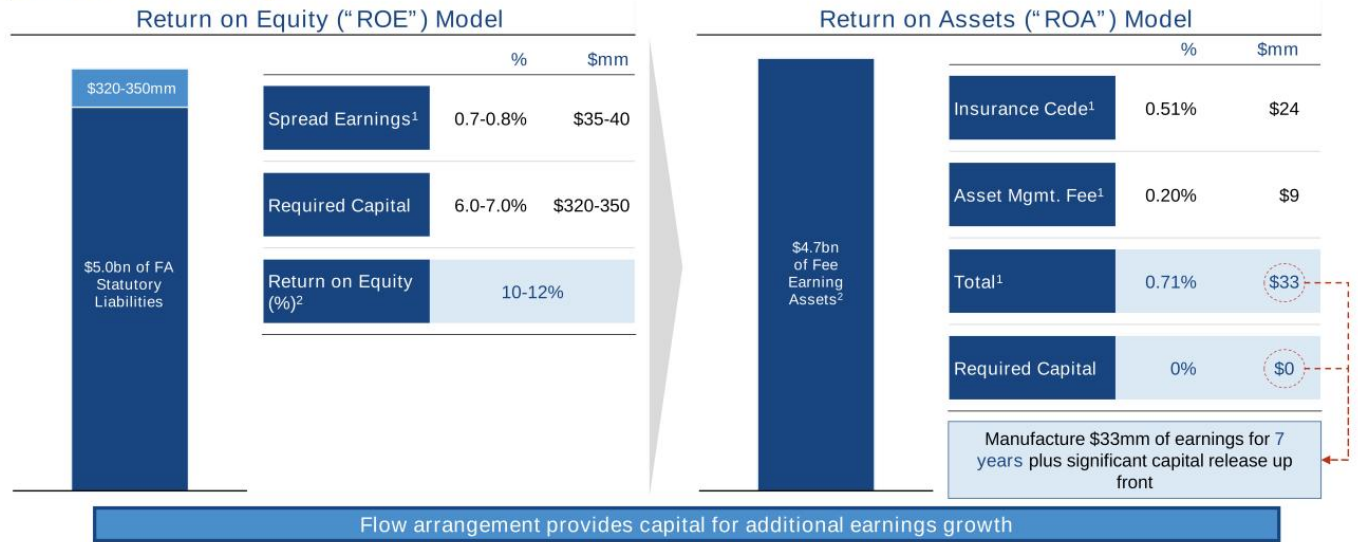 Return on Equity (“ROE”) Model
% $mm
$320-350mm
$5.0bn of FA
Statutory
Liabilities
Spread Earnings¹ 0.7-0.8% $35-40
Required Capital 6.0-7.0% $320-350
Return on Equity
(%)² 10-12%
Return on Assets (“ROA”) Model
% $mm
$4.7bn
of Fee
Earning
Assets²
Insurance Cede¹ 0.51% $24
Asset Mgmt. Fee¹ 0.20% $9
Total¹ 0.71% $33
Required Capital 0% $0
Manufacture $33mm of earnings for 7
years plus significant capital release up
front
Flow arrangement provides capital for additional earnings growth